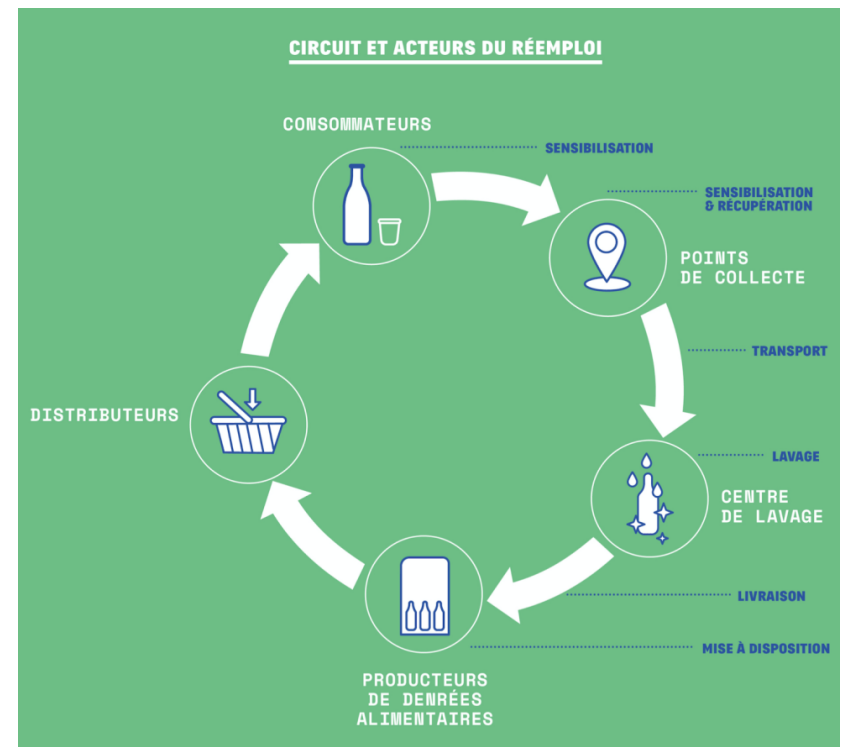 CIRCUIT ET ACTEURS DU RÉEMPLOI
CONSOMMATEURS
SENSIBILISATION
SENSIBILISATION
& RÉCUPÉRATION
POINTS
DE COLLECTE
TRANSPORT
DISTRIBUTEURS
LAVAGE
CENTRE
DE LAVAGE
LIVRAISON
MISE À DISPOSITION
PRODUCTEURS
DE DENRÉES
ALIMENTAIRES